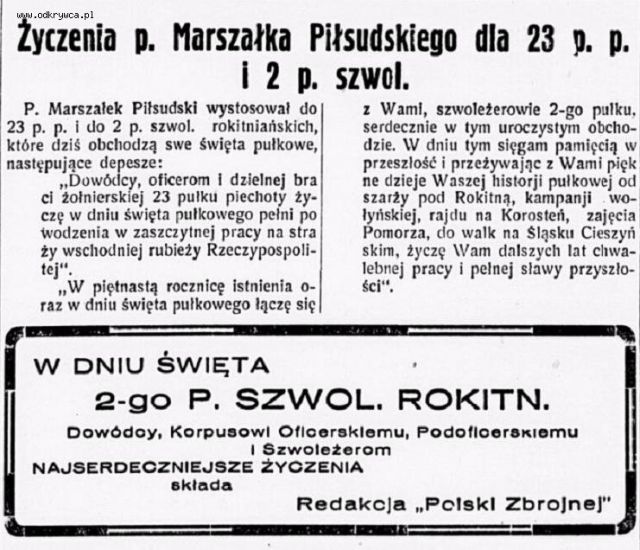 www.odkrywca.pl
Życzenia p. Marszałka Piłsudskiego dla 23 p. p.
i 2 p. szwol.
P. Marszałek Piłsudski wystosował do
23 p. p. i do 2 p. szwol. rokitniańskich,
które dziś obchodzą swe święta pułkowe,
następujące depesze:
„Dowódcy, oficerom i dzielnej bra
ci żołnierskiej 23 pułku piechoty ży-
czę w dniu święta pułkowego pełni po
wodzenia w zaszczytnej pracy na stra
ży wschodniej rubieży Rzeczypospoli-
tej".
„W piętnastą rocznicę istnienia o-
raz w dniu święta pułkowego łączę się
z Wami, szwoleżerowie 2-go pułku,
serdecznie w tym uroczystym obcho-
dzie. W dniu tym sięgam pamięcią w
przeszłość i przeżywając z Wami pięk
ne dzieje Waszej historji pułkowej od
szarży pod Rokitną, kampanji wo-
łyńskiej, rajdu na Korosteń, zajęcia
Pomorza, do walk na Śląsku Cieszyń
skim, życzę Wam dalszych lat chwa-
lebnej pracy i pełnej sławy przyszło-
ści".
W DNIU ŚWIĘTA
2-go P. SZWOL. ROKITN.
Dowódcy, Korpusowi Oficerskiemu, Podoficerskiemu
i Szwoleżerom
NAJSERDECZNIEJSZE ŻYCZENIA
składa
Redakcja „Polski Zbrojnej"